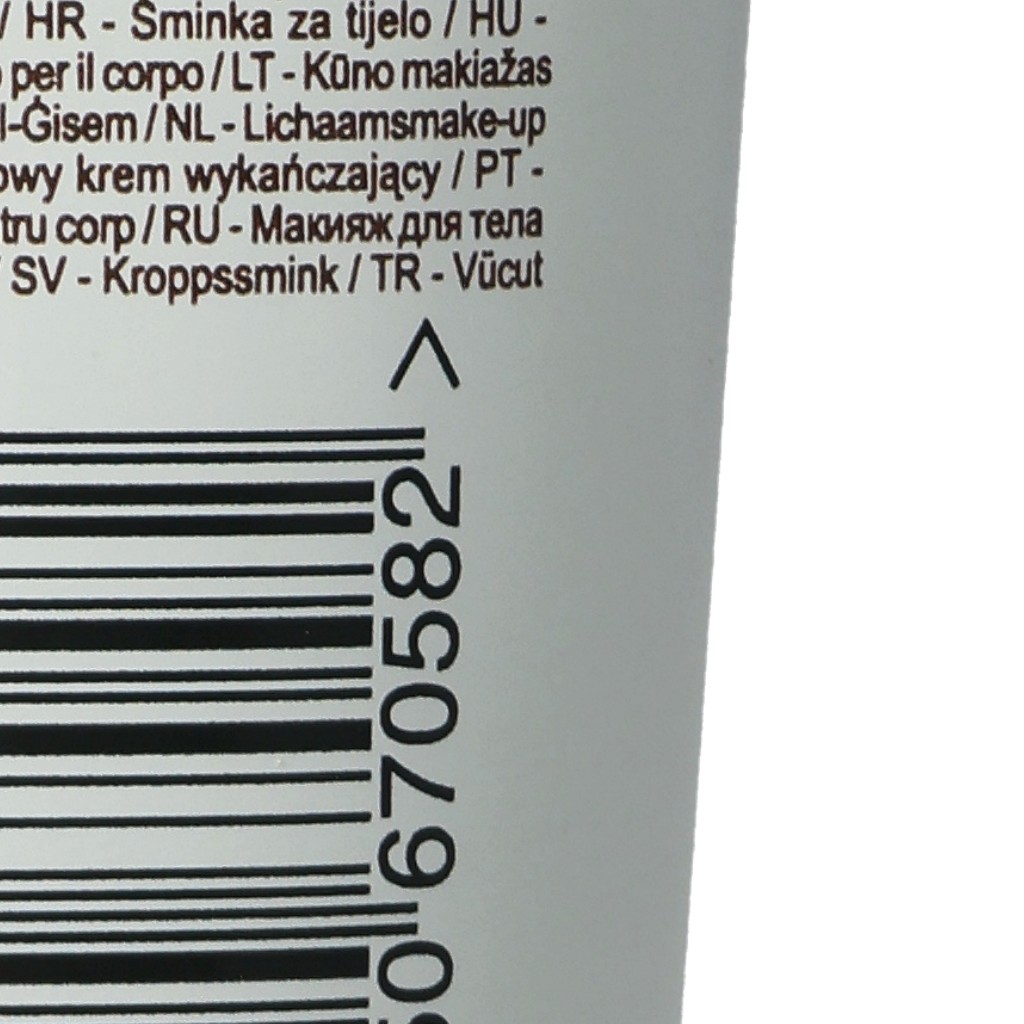 / HR - Šminka za tijelo / HU -
per il corpo / LT - Kūno makiažas
l-Ġisem / NL - Lichaamsmake-up
owy krem wykańczający / PT -
tru corp / RU - Макияж для тела
/ SV - Kroppssmink / TR - Vücut
0 670582 >